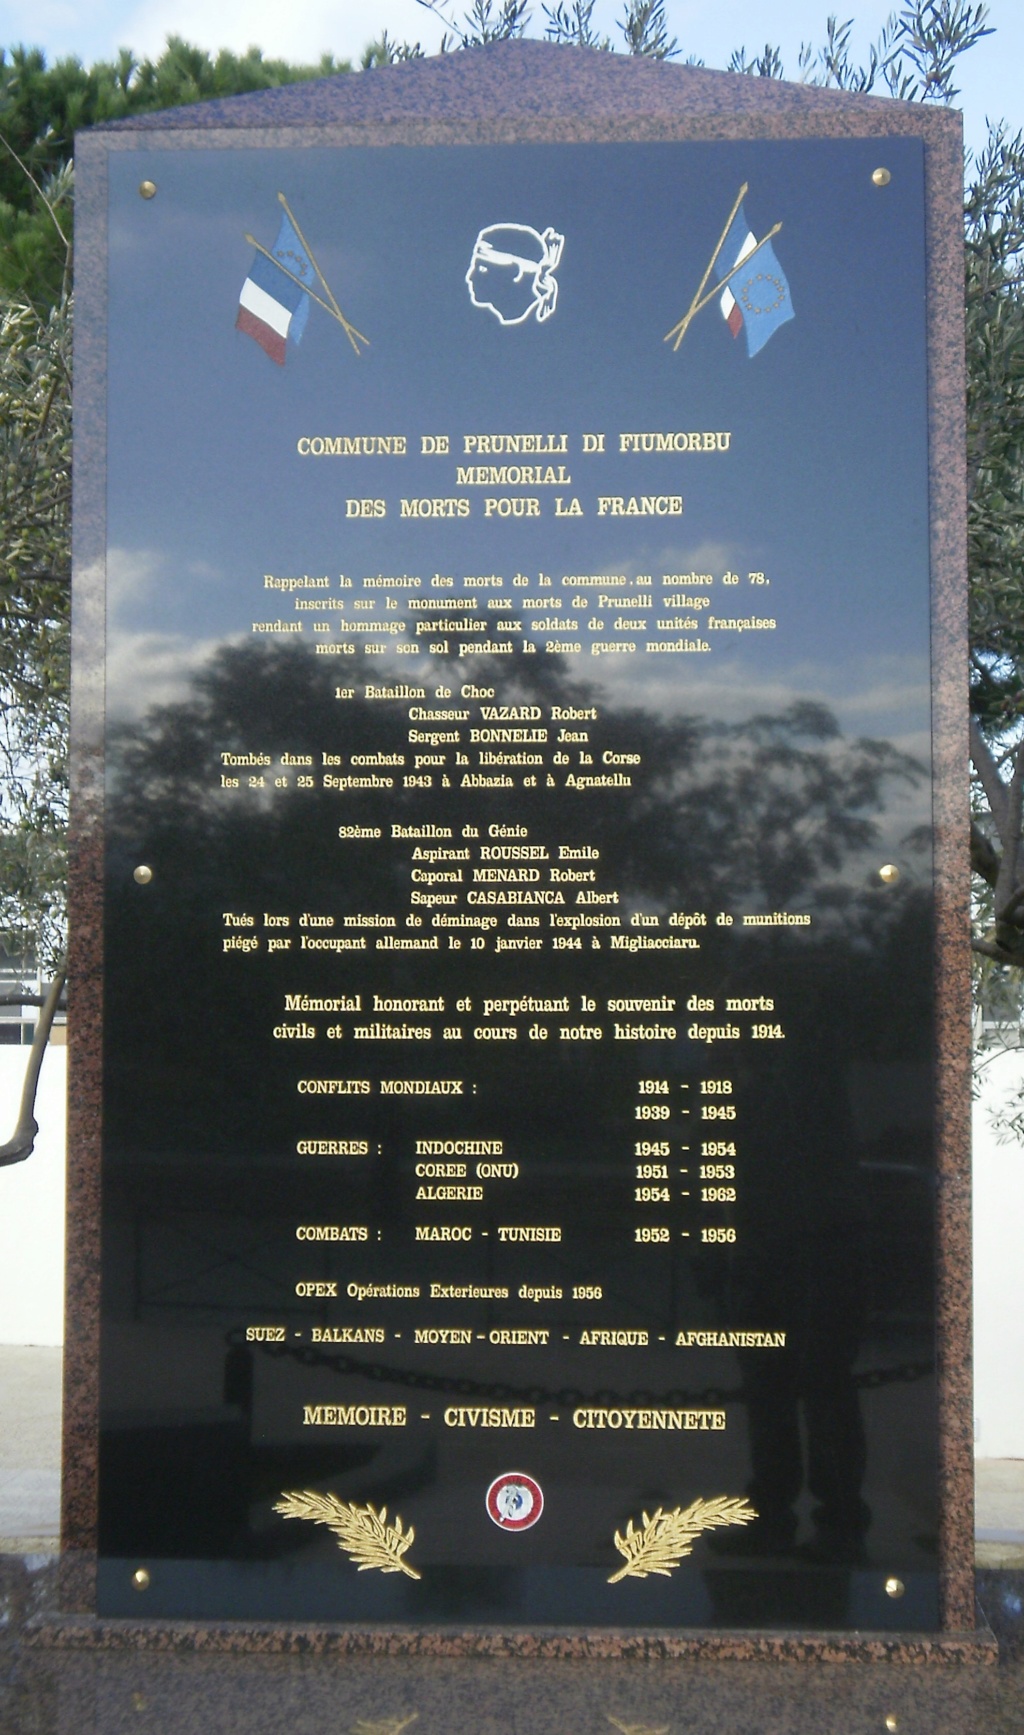 COMMUNE DE PRUNELLI DI FIUMORBU
MEMORIAL
DES MORTS POUR LA FRANCE
Rappelant la mémoire des morts de la commune, au nombre de 78,
inscrits sur le monument aux morts de Prunelli village
rendant un hommage particulier aux soldats de deux unités françaises
morts sur son sol pendant la 2ème guerre mondiale.
1er Bataillon de Choc
Chasseur VAZARD Robert
Sergent BONNELIE Jean
Tombés dans les combats pour la libération de la Corse
les 24 et 25 Septembre 1943 à Abbazia et à Agnatellu
82ème Bataillon du Génie
Aspirant ROUSSEL Emile
Caporal MENARD Robert
Sapeur CASABIANCA Albert
Tués lors d'une mission de déminage dans l'explosion d'un dépôt de munitions
piégé par l'occupant allemand le 10 janvier 1944 à Migliacciaru.
Mémorial honorant et perpétuant le souvenir des morts
civils et militaires au cours de notre histoire depuis 1914.
CONFLITS MONDIAUX : 1914 - 1918
1939 - 1945
GUERRES : INDOCHINE 1945 - 1954
COREE (ONU) 1951 - 1953
ALGERIE 1954 - 1962
COMBATS : MAROC - TUNISIE 1952 - 1956
OPEX Opérations Exterieures depuis 1956
SUEZ - BALKANS - MOYEN-ORIENT - AFRIQUE - AFGHANISTAN
MEMOIRE - CIVISME - CITOYENNETE